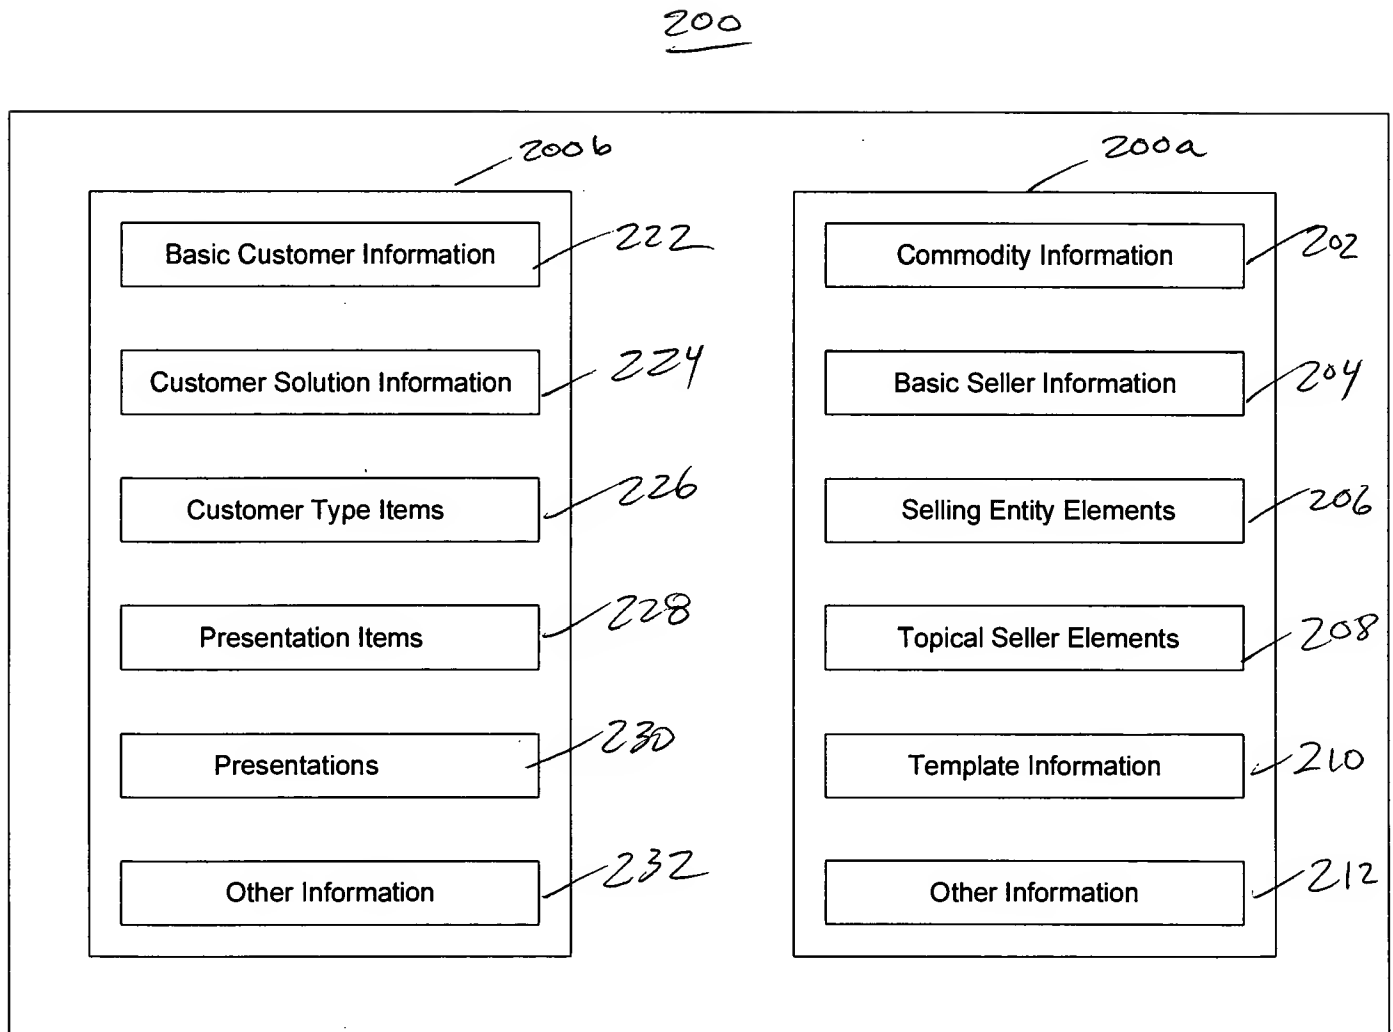 200
200b
200a
Basic Customer Information
222
Commodity Information
202
Customer Solution Information
224
Basic Seller Information
204
Customer Type Items
226
Selling Entity Elements
206
Presentation Items
228
Topical Seller Elements
208
Presentations
230
Template Information
210
Other Information
232
Other Information
212